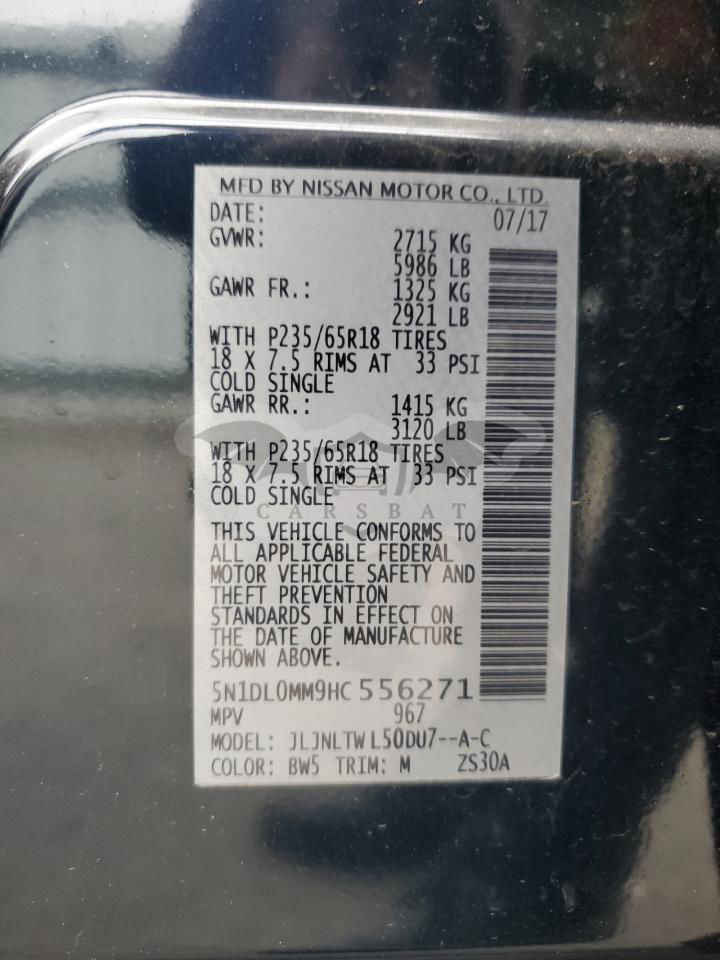 MFD BY NISSAN MOTOR CO., LTD.
DATE: 07/17
GVWR: 2715 KG
5986 LB
GAWR FR.: 1325 KG
2921 LB
WITH P235/65R18 TIRES
18 X 7.5 RIMS AT 33 PSI
COLD SINGLE
GAWR RR.: 1415 KG
3120 LB
WITH P235/65R18 TIRES
18 X 7.5 RIMS AT 33 PSI
COLD SINGLE
CARSBAT
THIS VEHICLE CONFORMS TO
ALL APPLICABLE FEDERAL
MOTOR VEHICLE SAFETY AND
THEFT PREVENTION
STANDARDS IN EFFECT ON
THE DATE OF MANUFACTURE
SHOWN ABOVE.
5N1DL0MM9HC 556271
MPV 967
MODEL: JLJNLTW L50DU7--A-C
COLOR: BW5 TRIM: M ZS30A